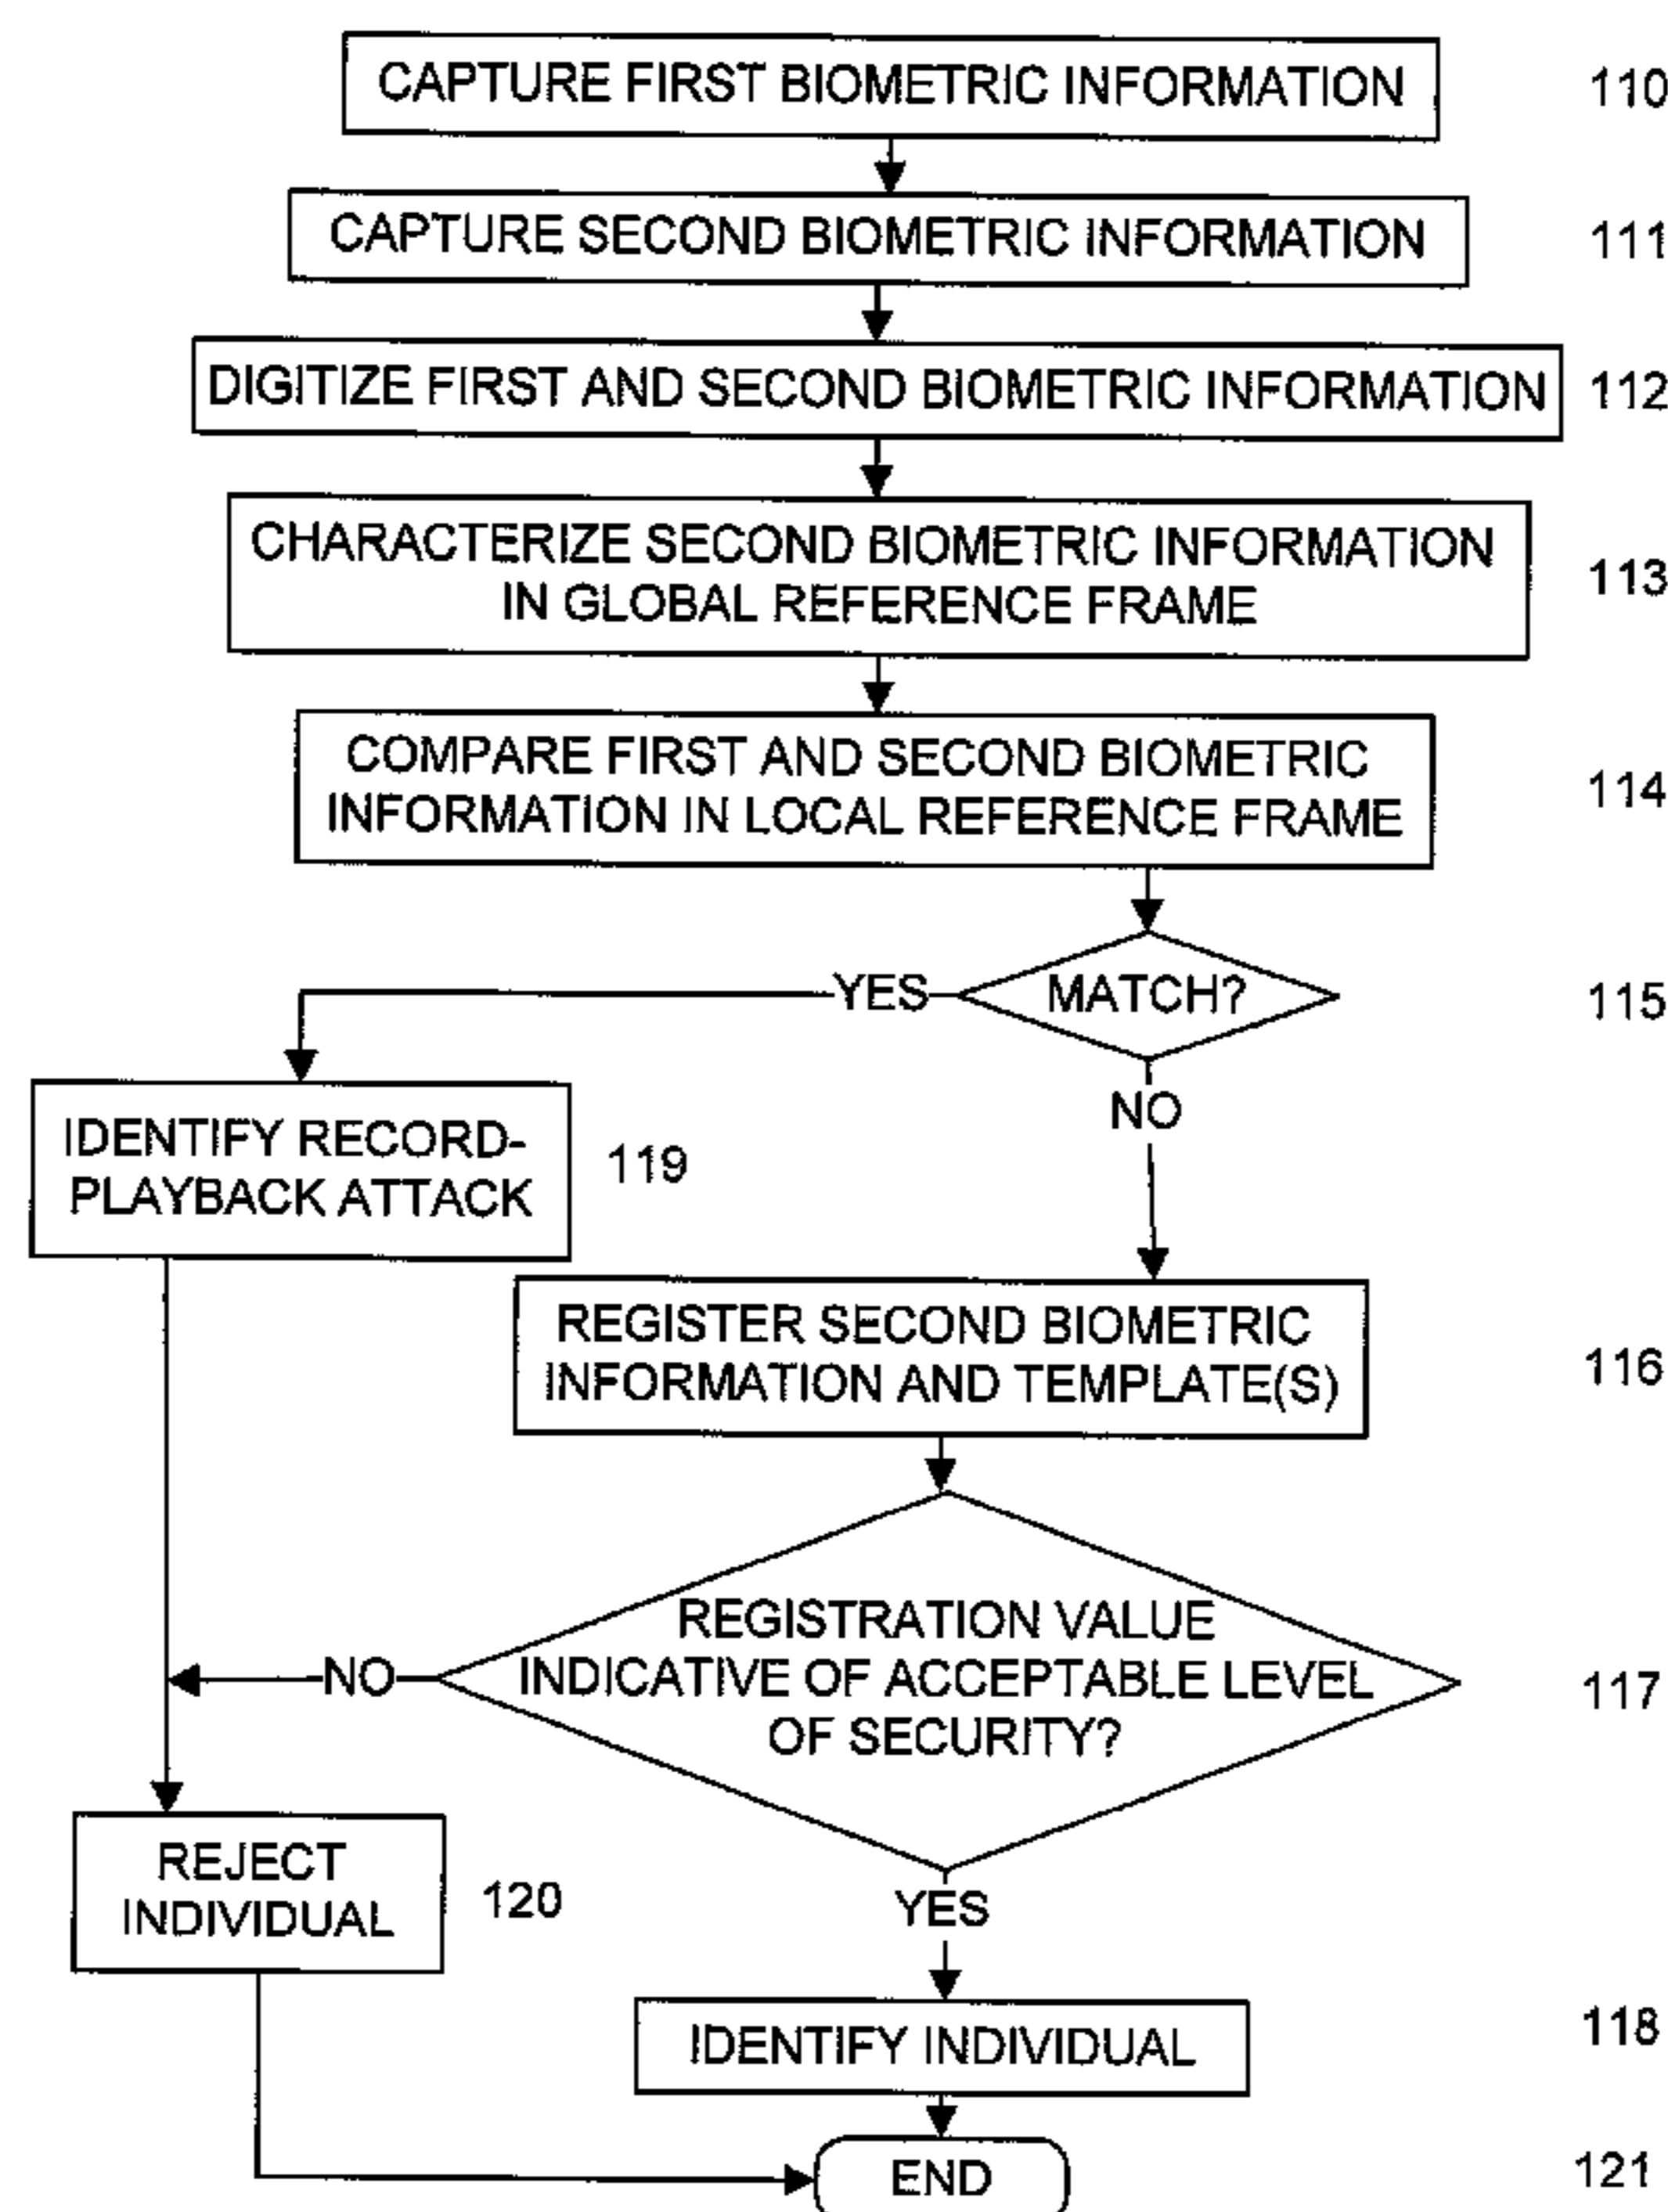 CAPTURE FIRST BIOMETRIC INFORMATION 110
CAPTURE SECOND BIOMETRIC INFORMATION 111
DIGITIZE FIRST AND SECOND BIOMETRIC INFORMATION 112
CHARACTERIZE SECOND BIOMETRIC INFORMATION
IN GLOBAL REFERENCE FRAME
113
COMPARE FIRST AND SECOND BIOMETRIC
INFORMATION IN LOCAL REFERENCE FRAME
114
YES
MATCH?
115
NO
IDENTIFY RECORD-
PLAYBACK ATTACK
119
REGISTER SECOND BIOMETRIC
INFORMATION AND TEMPLATE(S)
116
REGISTRATION VALUE
INDICATIVE OF ACCEPTABLE LEVEL
OF SECURITY?
117
NO
REJECT
INDIVIDUAL
120
YES
IDENTIFY INDIVIDUAL
118
END
121